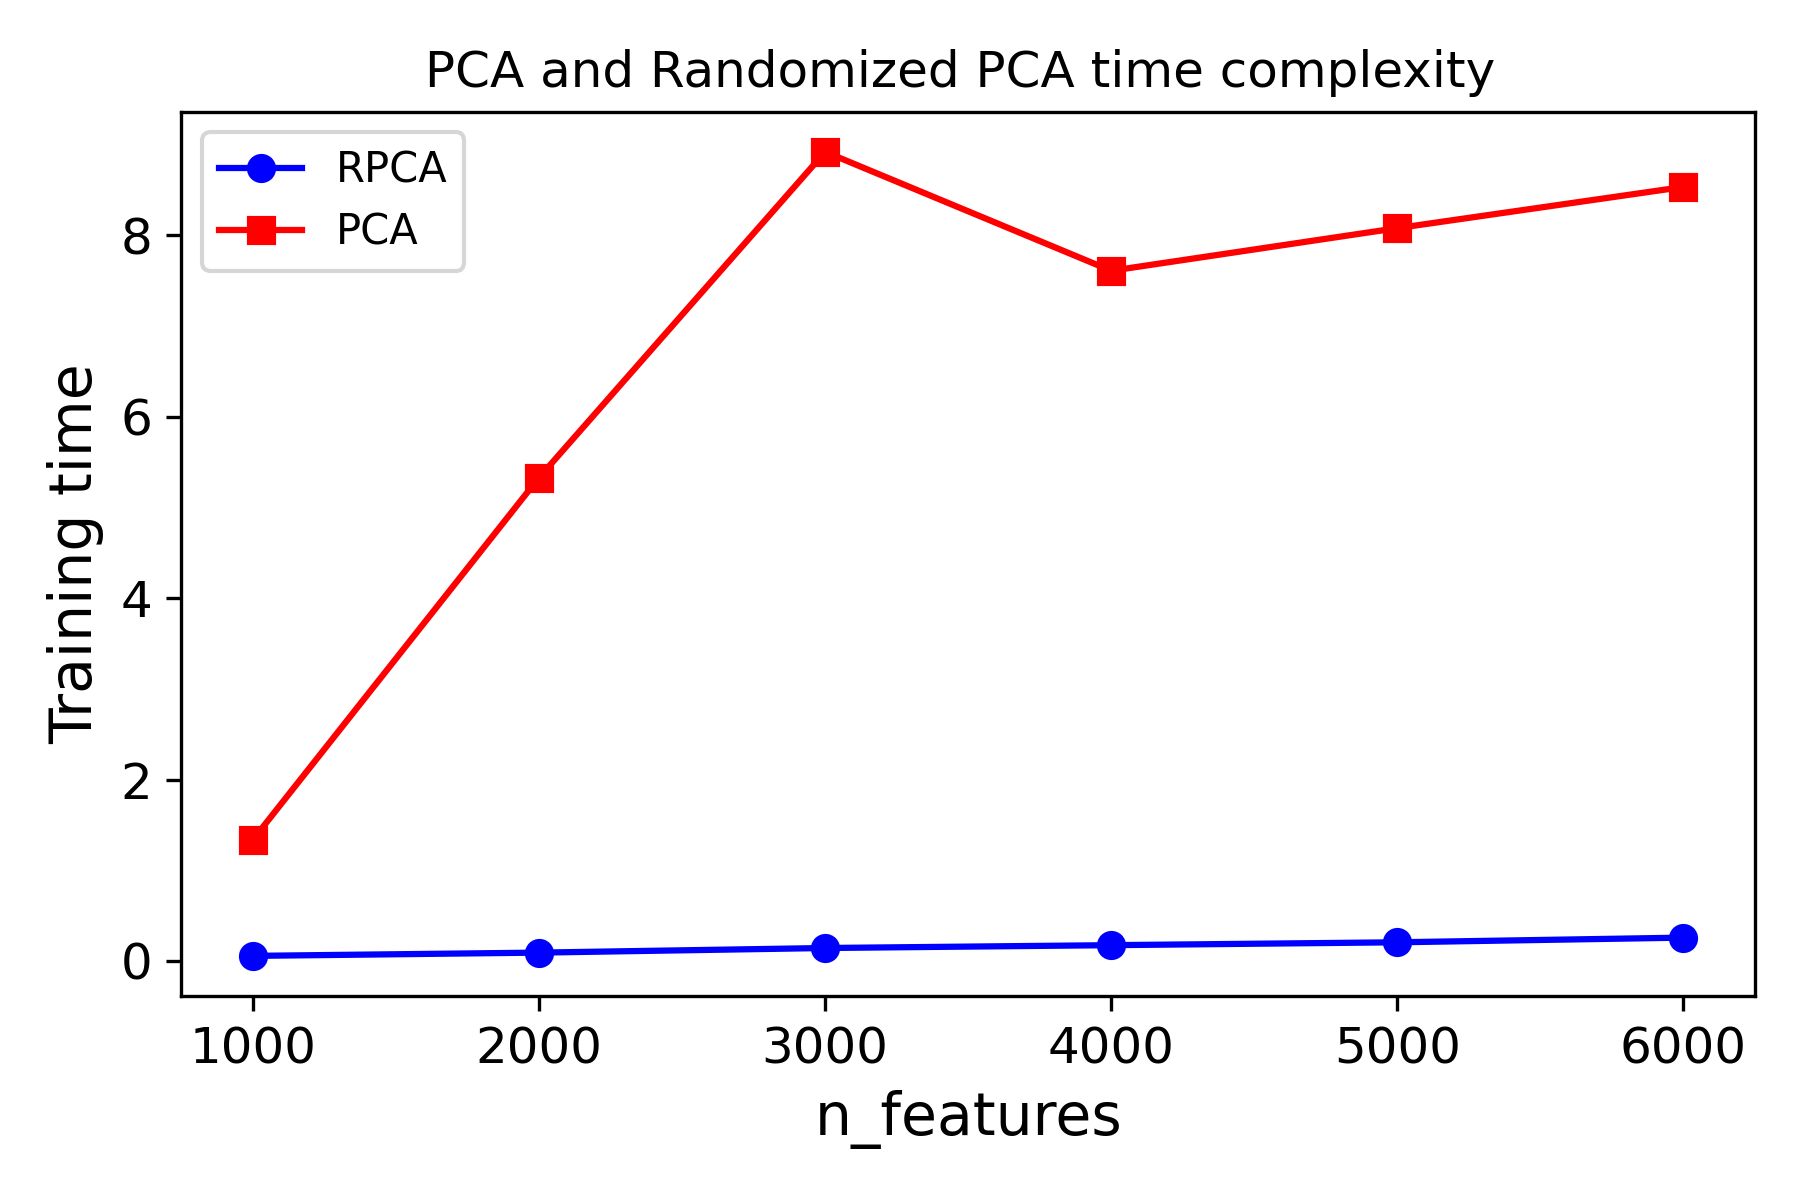 PCA and Randomized PCA time complexity
RPCA
PCA
8
6
4
2
0
Training time
1000 2000 3000 4000 5000 6000
n_features